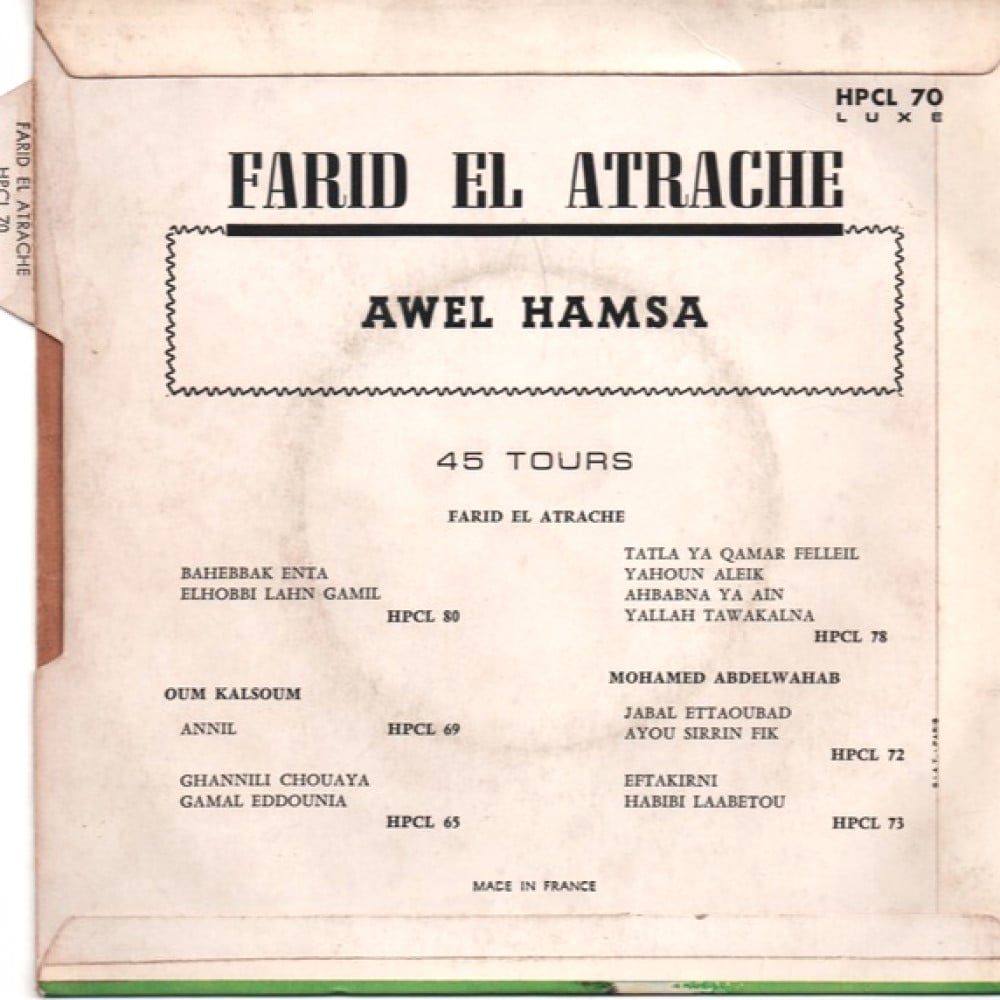 HPCL 70
LUXE
FARID EL ATRACHE
HPCL 70
FARID EL ATRACHE
AWEL HAMSA
45 TOURS
FARID EL ATRACHE
BAHEBBAK ENTA
ELHOBBI LAHN GAMIL
HPCL 80
TATLA YA QAMAR FELLEIL
YAHOUN ALEIK
AHBABNA YA AIN
YALLAH TAWAKALNA
HPCL 78
OUM KALSOUM
ANNIL HPCL 69
GHANNILI CHOUAYA
GAMAL EDDOUNIA
HPCL 65
MOHAMED ABDELWAHAB
JABAL ETTAOUBAD
AYOU SIRRIN FIK
HPCL 72
EFTAKIRNI
HABIBI LAABETOU
HPCL 73
MADE IN FRANCE